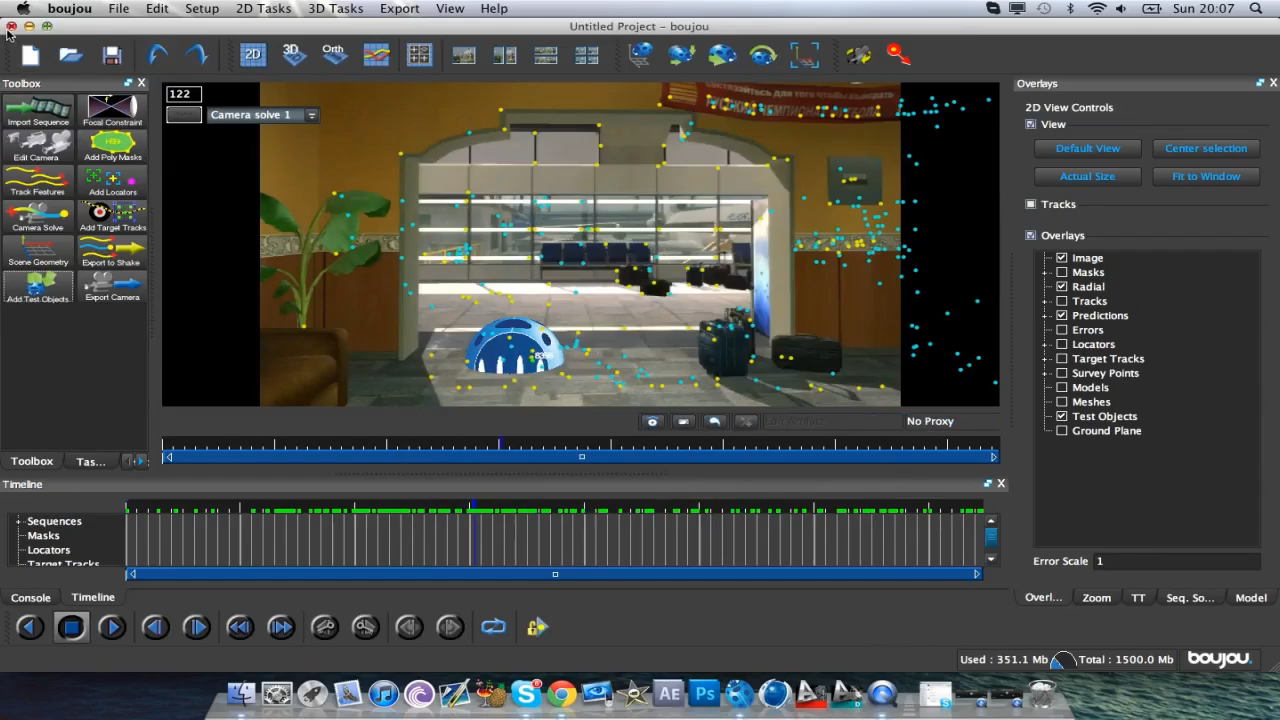 boujou File Edit Setup 2D Tasks 3D Tasks Export View Help Sun 20:07
Untitled Project – boujou
2D 3D Orth
Toolbox
Import Sequence Focal Constraint
Edit Camera Add Poly Masks
Track Features Add Locators
Camera Solve Add Target Tracks
Scene Geometry Export to Shake
Add Test Objects Export Camera
Toolbox Tas...
122
Camera solve 1
8396
No Proxy
Overlays
2D View Controls
View
Default View Center selection
Actual Size Fit to Window
Tracks
Overlays
Image
Masks
Radial
Tracks
Predictions
Errors
Locators
Target Tracks
Survey Points
Models
Meshes
Test Objects
Ground Plane
Error Scale 1
Overl... Zoom TT Seq. So... Model
Timeline
Sequences
Masks
Locators
Target Tracks
Console Timeline
Used : 351.1 Mb Total : 1500.0 Mb boujou.
AE Ps